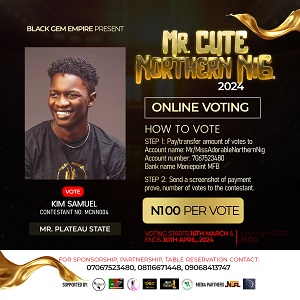 BLACK GEM EMPIRE PRESENT
MR. CUTE
NORTHERN NIG.
2024
ONLINE VOTING
HOW TO VOTE
STEP 1: Pay/transfer amount of votes to
Account name: Mr/MissAdorableNorthernNig
Account number: 7067523480
Bank name Moniepoint MFB
STEP 2: Send a screenshot of payment
prove, number of votes to the contestant.
VOTE
KIM SAMUEL
CONTESTANT NO: MCNN004
MR. PLATEAU STATE
N100 PER VOTE
VOTING STARTS 16TH MARCH &
ENDS 30TH APRIL, 2024
FOR SPONSORSHIP, PARTNERSHIP, TABLE RESERVATION CONTACT:
07067523480, 08116671448, 09068413747
SUPPORTED BY:
MEDIA PARTNERS